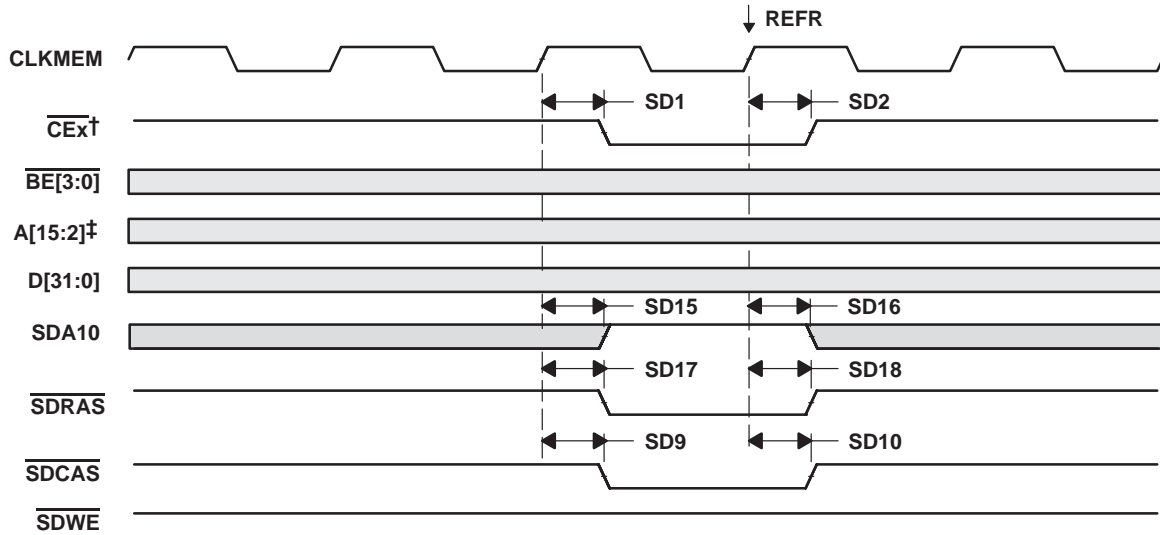 REFR
CLKMEM
SD1 SD2
CEx†
BE[3:0]
A[15:2]‡
D[31:0]
SD15 SD16
SDA10
SD17 SD18
SDRAS
SD9 SD10
SDCAS
SDWE